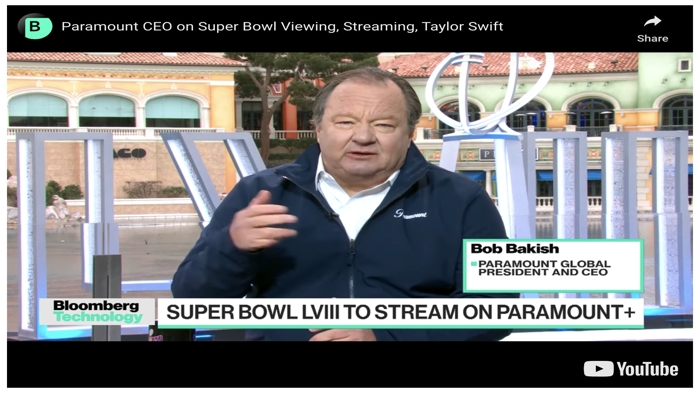 B
Paramount CEO on Super Bowl Viewing, Streaming, Taylor Swift
Share
Paramount
Bob Bakish
PARAMOUNT GLOBAL
PRESIDENT AND CEO
Bloomberg
Technology
SUPER BOWL LVIII TO STREAM ON PARAMOUNT+
YouTube